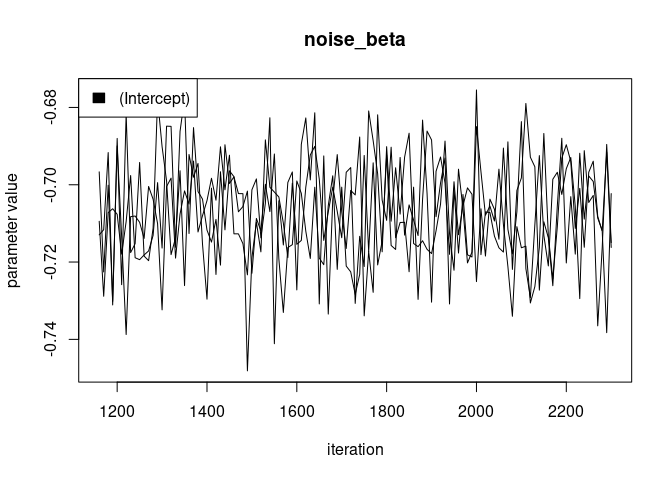 noise_beta
(Intercept)
parameter value
-0.68
-0.70
-0.72
-0.74
1200 1400 1600 1800 2000 2200
iteration